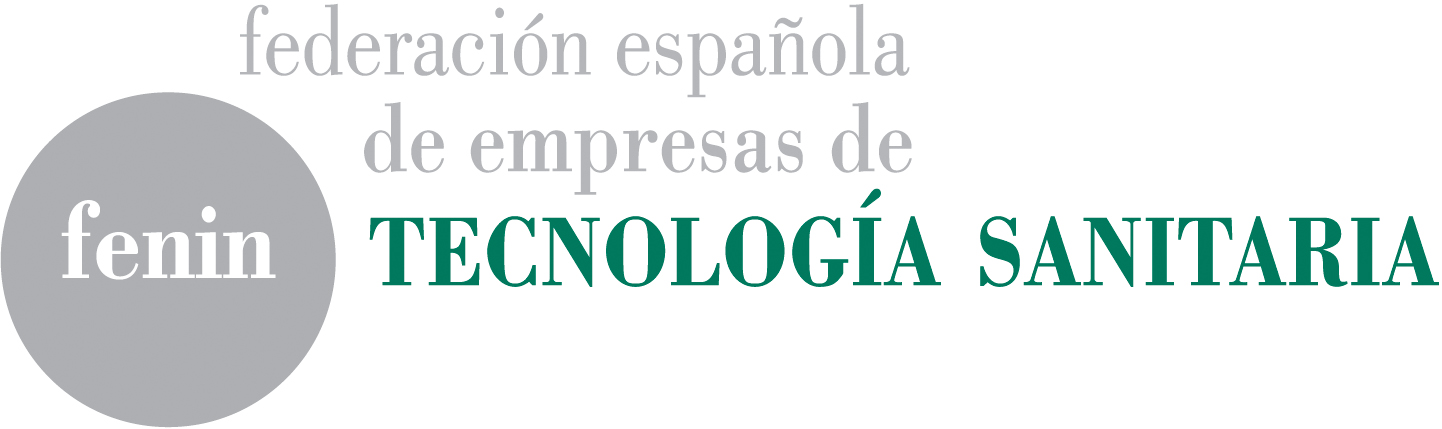 federación española
de empresas de
fenin
TECNOLOGÍA SANITARIA